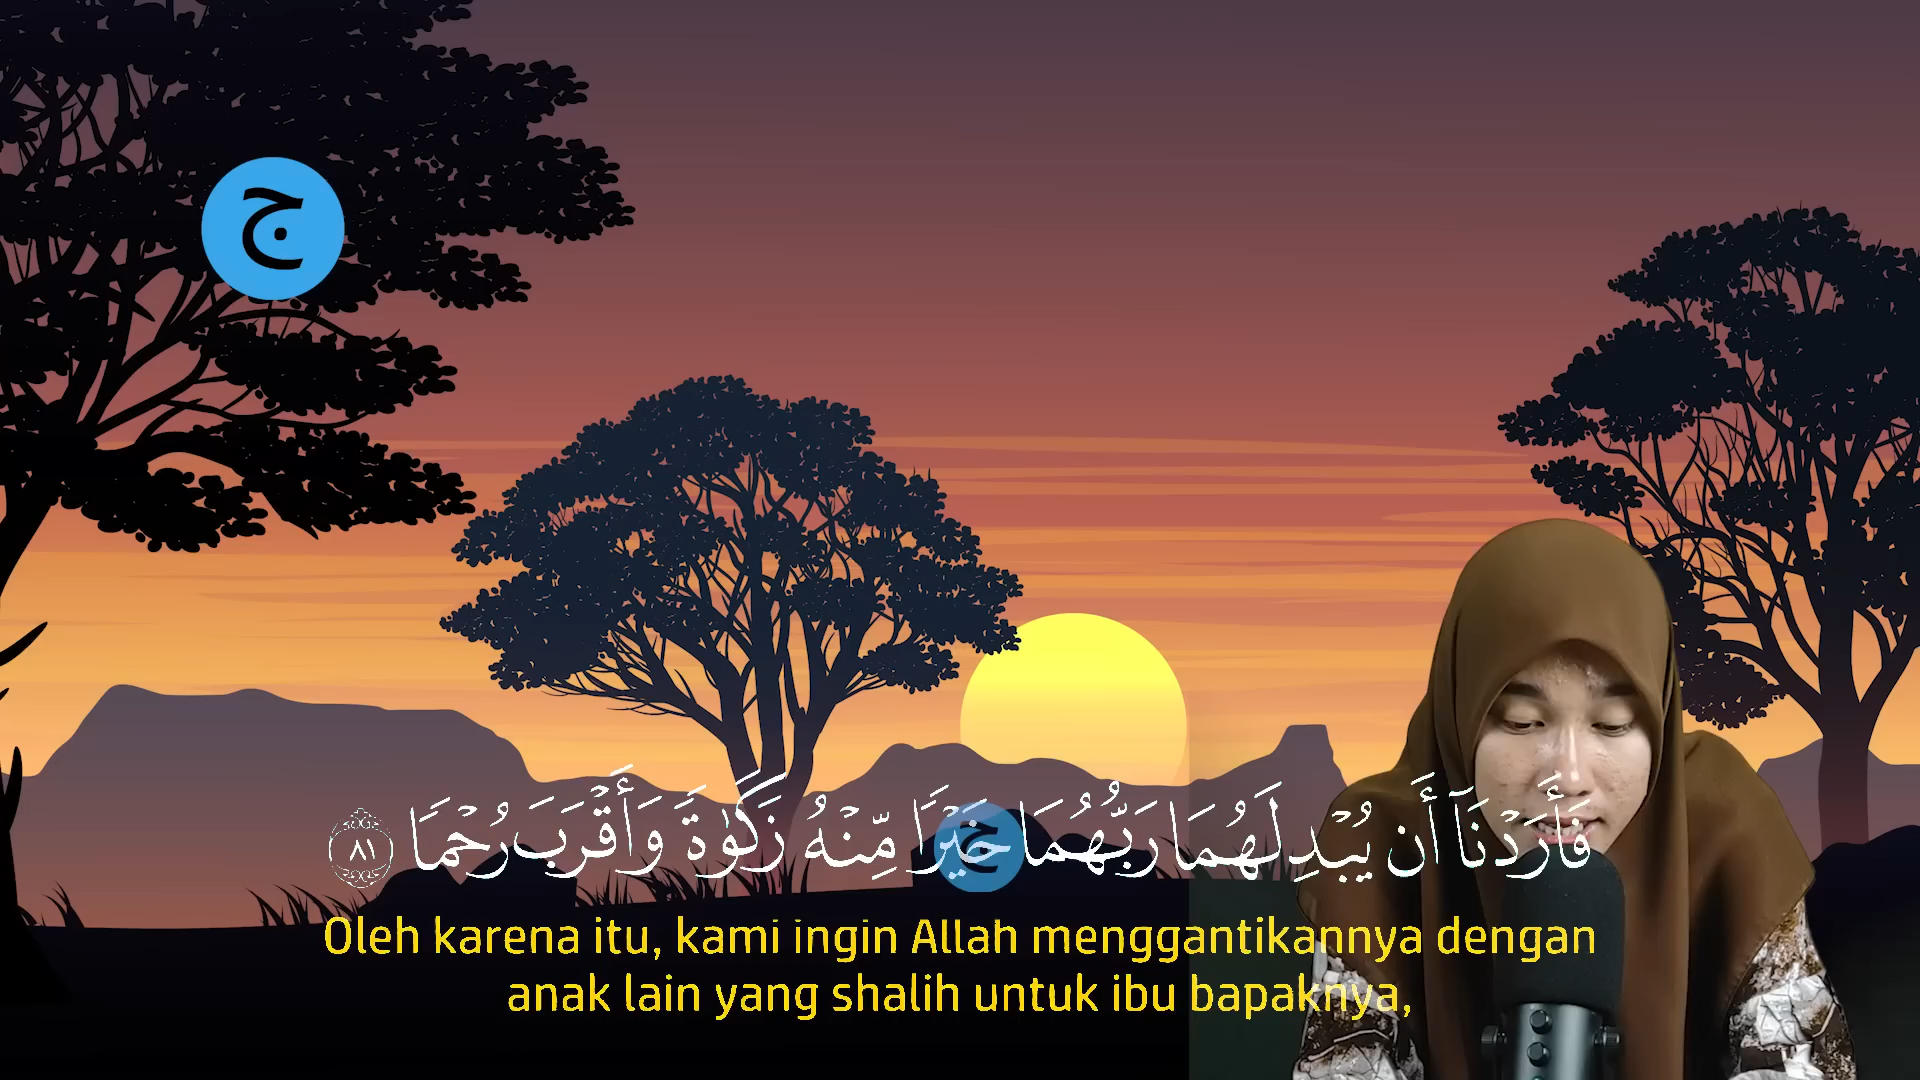 ج
فَأَرَدْنَآ أَن يُبْدِلَهُمَا رَبُّهُمَا خَيْرًا مِّنْهُ زَكَوٰةً وَأَقْرَبَ رُحْمًا ٨١
ج
Oleh karena itu, kami ingin Allah menggantikannya dengan
anak lain yang shalih untuk ibu bapaknya,